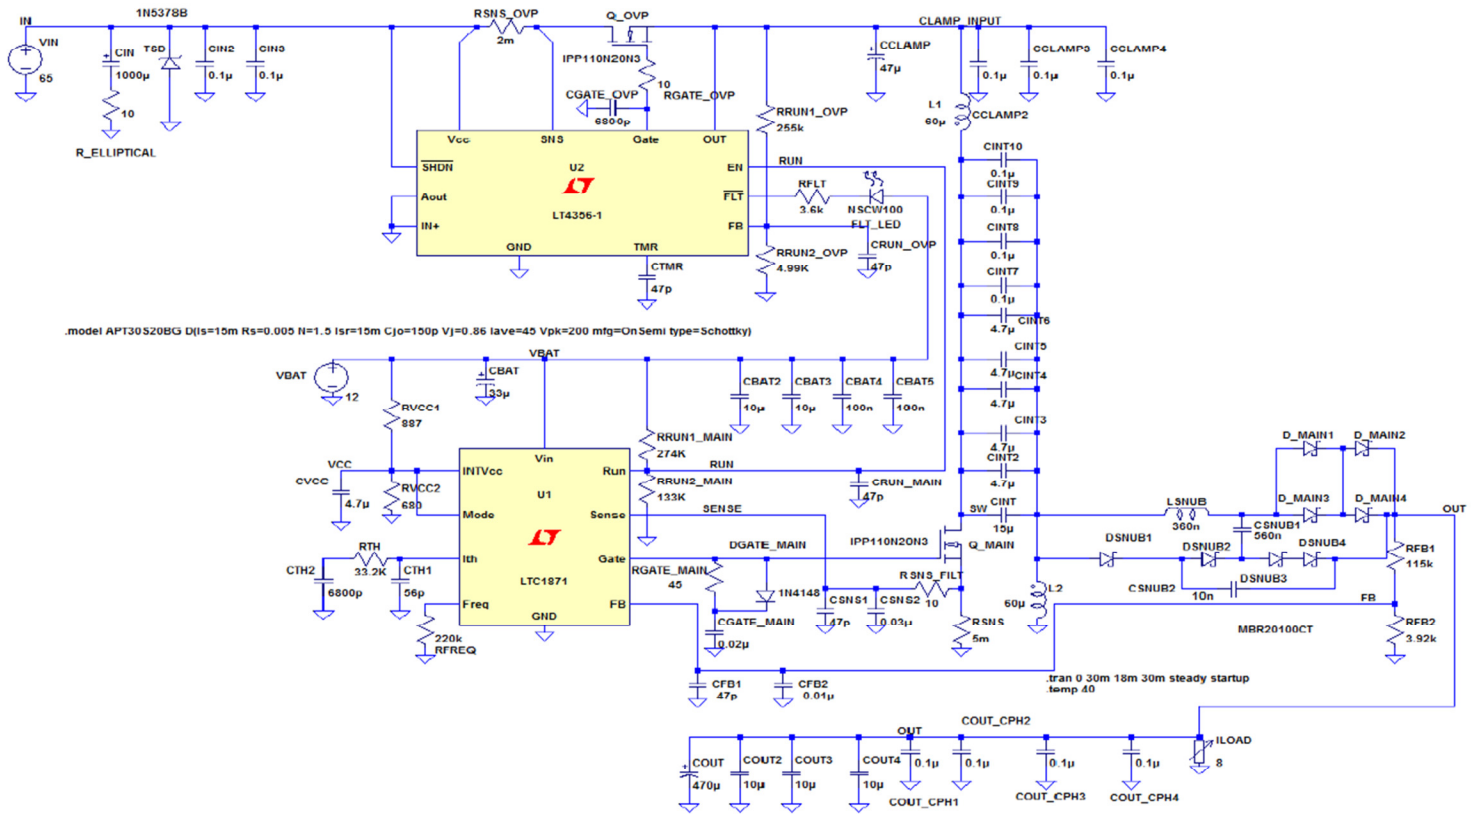 IN
1N5378B
RSNS_OVP
2m
Q_OVP
IPP110N20N3
CLAMP_INPUT
VIN
65
CIN
1000µ
10
R_ELLIPTICAL
CIN2
0.1µ
CIN3
0.1µ
CGATE_OVP
6800p
10
RGATE_OVP
CCLAMP
47µ
0.1µ
CCLAMP2
CCLAMP3
0.1µ
CCLAMP4
0.1µ
RRUN1_OVP
255k
L1
60µ
Vcc
SNS
Gate
OUT
SHDN
U2
EN
RUN
Aout
LT4356-1
FLT
IN+
FB
GND
TMR
RFLT
3.6k
NSCW100
FLT_LED
CTMR
47p
RRUN2_OVP
4.99K
CRUN_OVP
47p
CINT10
0.1µ
CINT9
0.1µ
CINT8
0.1µ
CINT7
0.1µ
CINT6
4.7µ
CINT5
4.7µ
CINT4
4.7µ
CINT3
4.7µ
CINT2
4.7µ
SW
CINT
15µ
.model APT30S20BG D(Is=15m Rs=0.005 N=1.5 Isr=15m Cjo=150p Vj=0.86 Iave=45 Vpk=200 mfg=OnSemi type=Schottky)
VBAT
VBAT
12
CBAT
33µ
CBAT2
10µ
CBAT3
10µ
CBAT4
100n
CBAT5
100n
RVCC1
887
VCC
CVCC
4.7µ
RVCC2
680
RRUN1_MAIN
274K
RUN
RRUN2_MAIN
133K
CRUN_MAIN
47p
Vin
INTVcc
Run
U1
Mode
Sense
SENSE
Ith
Gate
LTC1871
Freq
FB
GND
RTH
33.2K
CTH2
6800p
CTH1
56p
220k
RFREQ
DGATE_MAIN
RGATE_MAIN
45
1N4148
CGATE_MAIN
0.02µ
IPP110N20N3
Q_MAIN
RSNS_FILT
10
CSNS1
47p
CSNS2
0.03µ
RSNS
5m
L2
60µ
D_MAIN1
D_MAIN2
D_MAIN3
D_MAIN4
OUT
LSNUB
360n
CSNUB1
560n
DSNUB1
DSNUB2
DSNUB4
DSNUB3
CSNUB2
10n
RFB1
115k
FB
RFB2
3.92k
MBR20100CT
CFB1
47p
CFB2
0.01µ
.tran 0 30m 18m 30m steady startup
.temp 40
COUT
470µ
COUT2
10µ
COUT3
10µ
COUT4
10µ
OUT
0.1µ
COUT_CPH1
COUT_CPH2
0.1µ
0.1µ
COUT_CPH3
0.1µ
COUT_CPH4
ILOAD
8